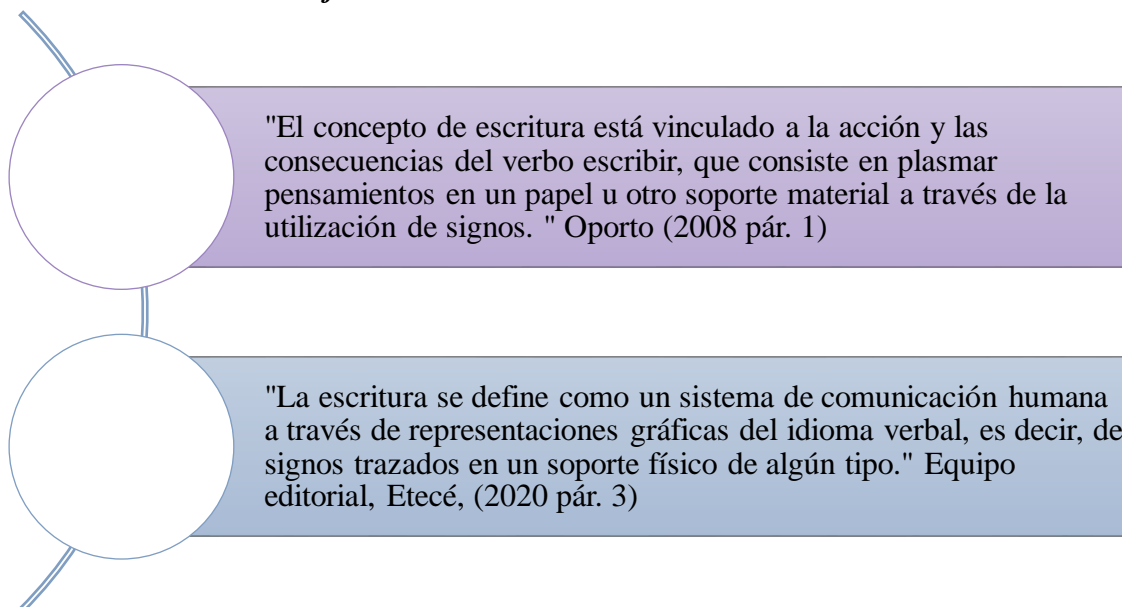 "El concepto de escritura está vinculado a la acción y las
consecuencias del verbo escribir, que consiste en plasmar
pensamientos en un papel u otro soporte material a través de la
utilización de signos. " Oporto (2008 pár. 1)
"La escritura se define como un sistema de comunicación humana
a través de representaciones gráficas del idioma verbal, es decir, de
signos trazados en un soporte físico de algún tipo." Equipo
editorial, Etecé, (2020 pár. 3)